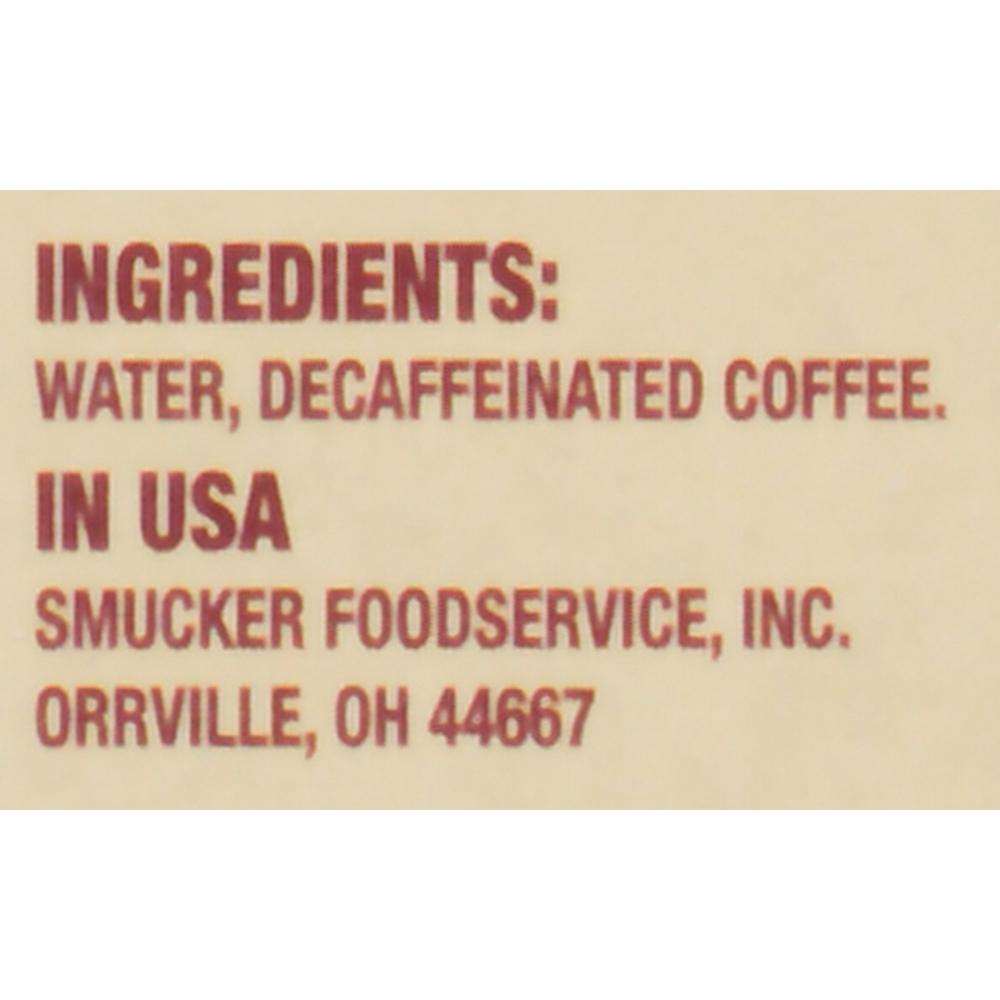 INGREDIENTS:
WATER, DECAFFEINATED COFFEE.
IN USA
SMUCKER FOODSERVICE, INC.
ORRVILLE, OH 44667